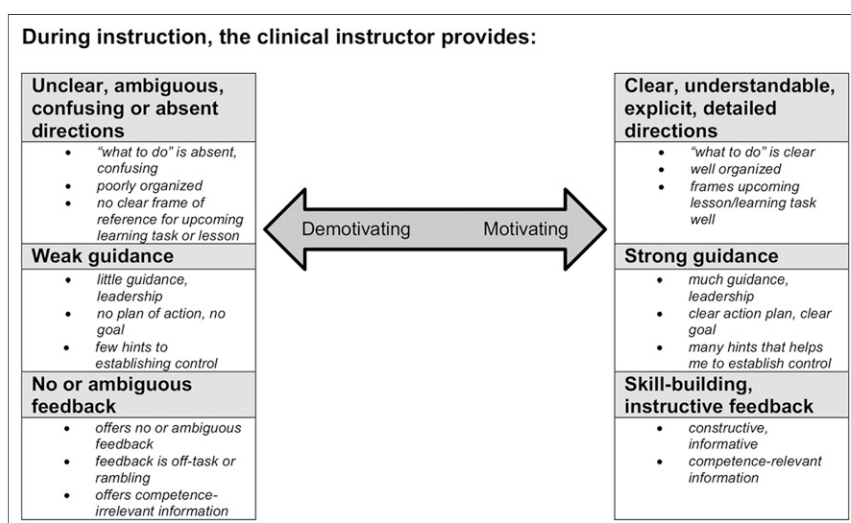 During instruction, the clinical instructor provides:
Unclear, ambiguous,
confusing or absent
directions
• "what to do" is absent,
confusing
• poorly organized
• no clear frame of
reference for upcoming
learning task or lesson
Weak guidance
• little guidance,
leadership
• no plan of action, no
goal
• few hints to
establishing control
No or ambiguous
feedback
• offers no or ambiguous
feedback
• feedback is off-task or
rambling
• offers competence-
irrelevant information
Demotivating Motivating
Clear, understandable,
explicit, detailed
directions
• "what to do" is clear
• well organized
• frames upcoming
lesson/learning task
well
Strong guidance
• much guidance,
leadership
• clear action plan, clear
goal
• many hints that helps
me to establish control
Skill-building,
instructive feedback
• constructive,
informative
• competence-relevant
information